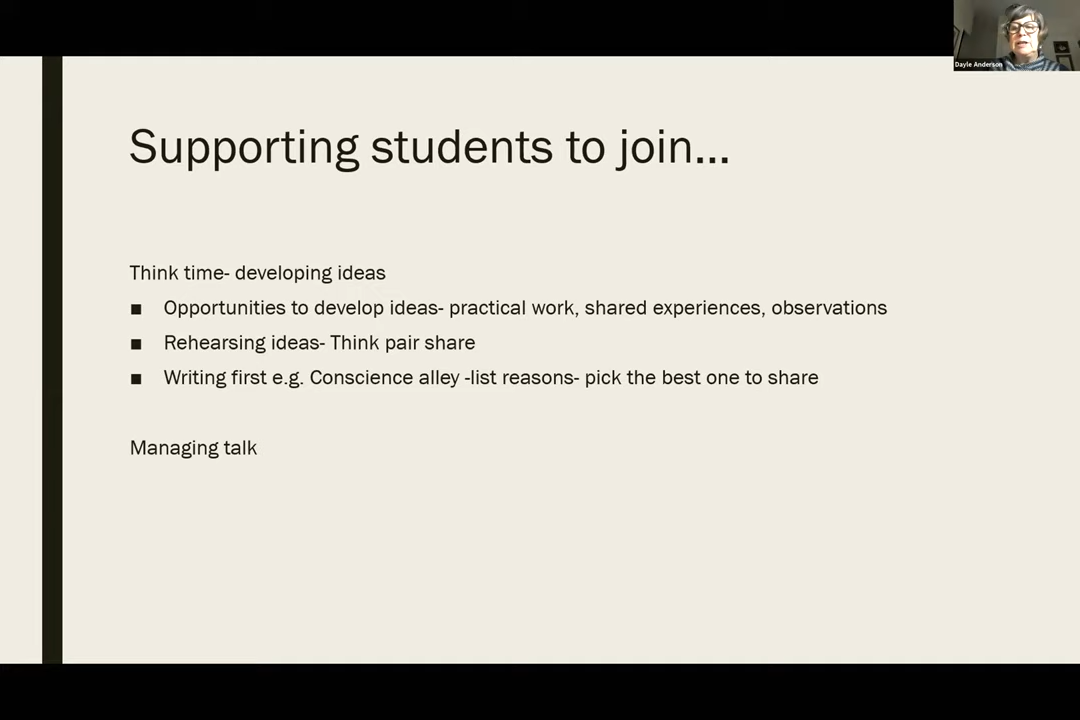 Dayle Anderson
Supporting students to join...
Think time- developing ideas
■ Opportunities to develop ideas- practical work, shared experiences, observations
■ Rehearsing ideas- Think pair share
■ Writing first e.g. Conscience alley -list reasons- pick the best one to share
Managing talk